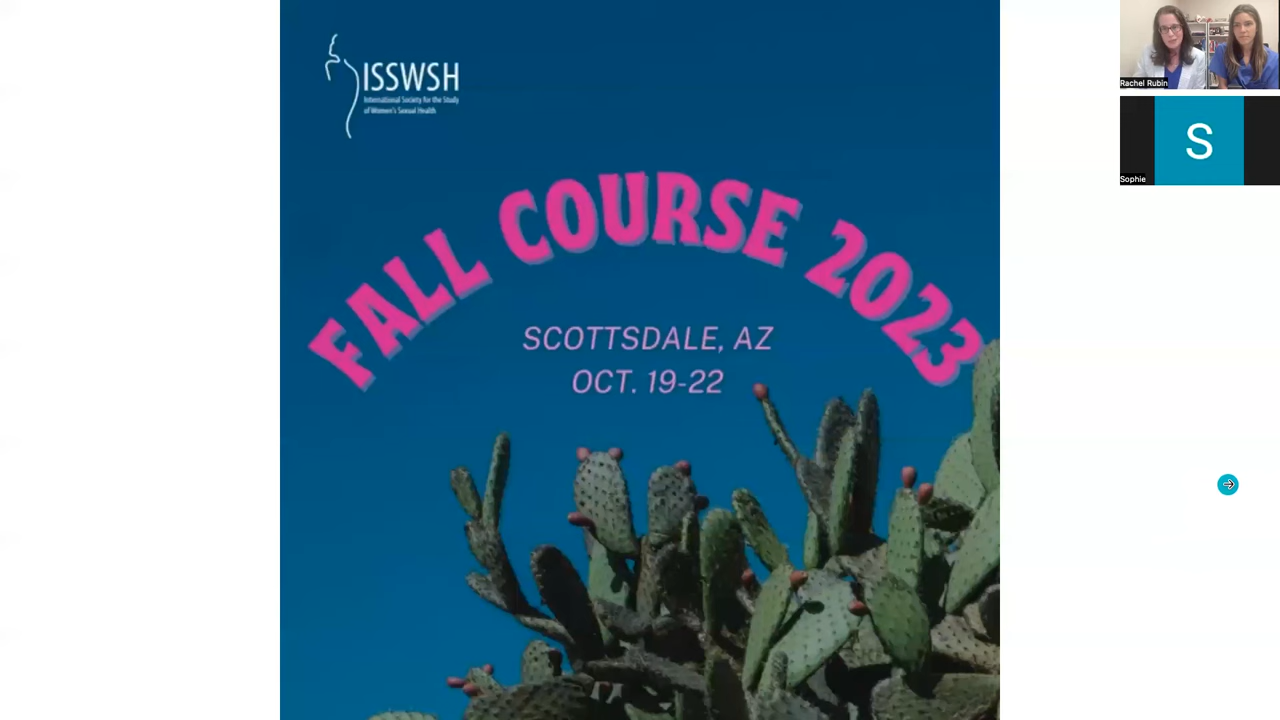 ISSWSH
International Society for the Study
of Women's Sexual Health
FALL COURSE 2023
SCOTTSDALE, AZ
OCT. 19-22
Rachel Rubin
S
Sophie